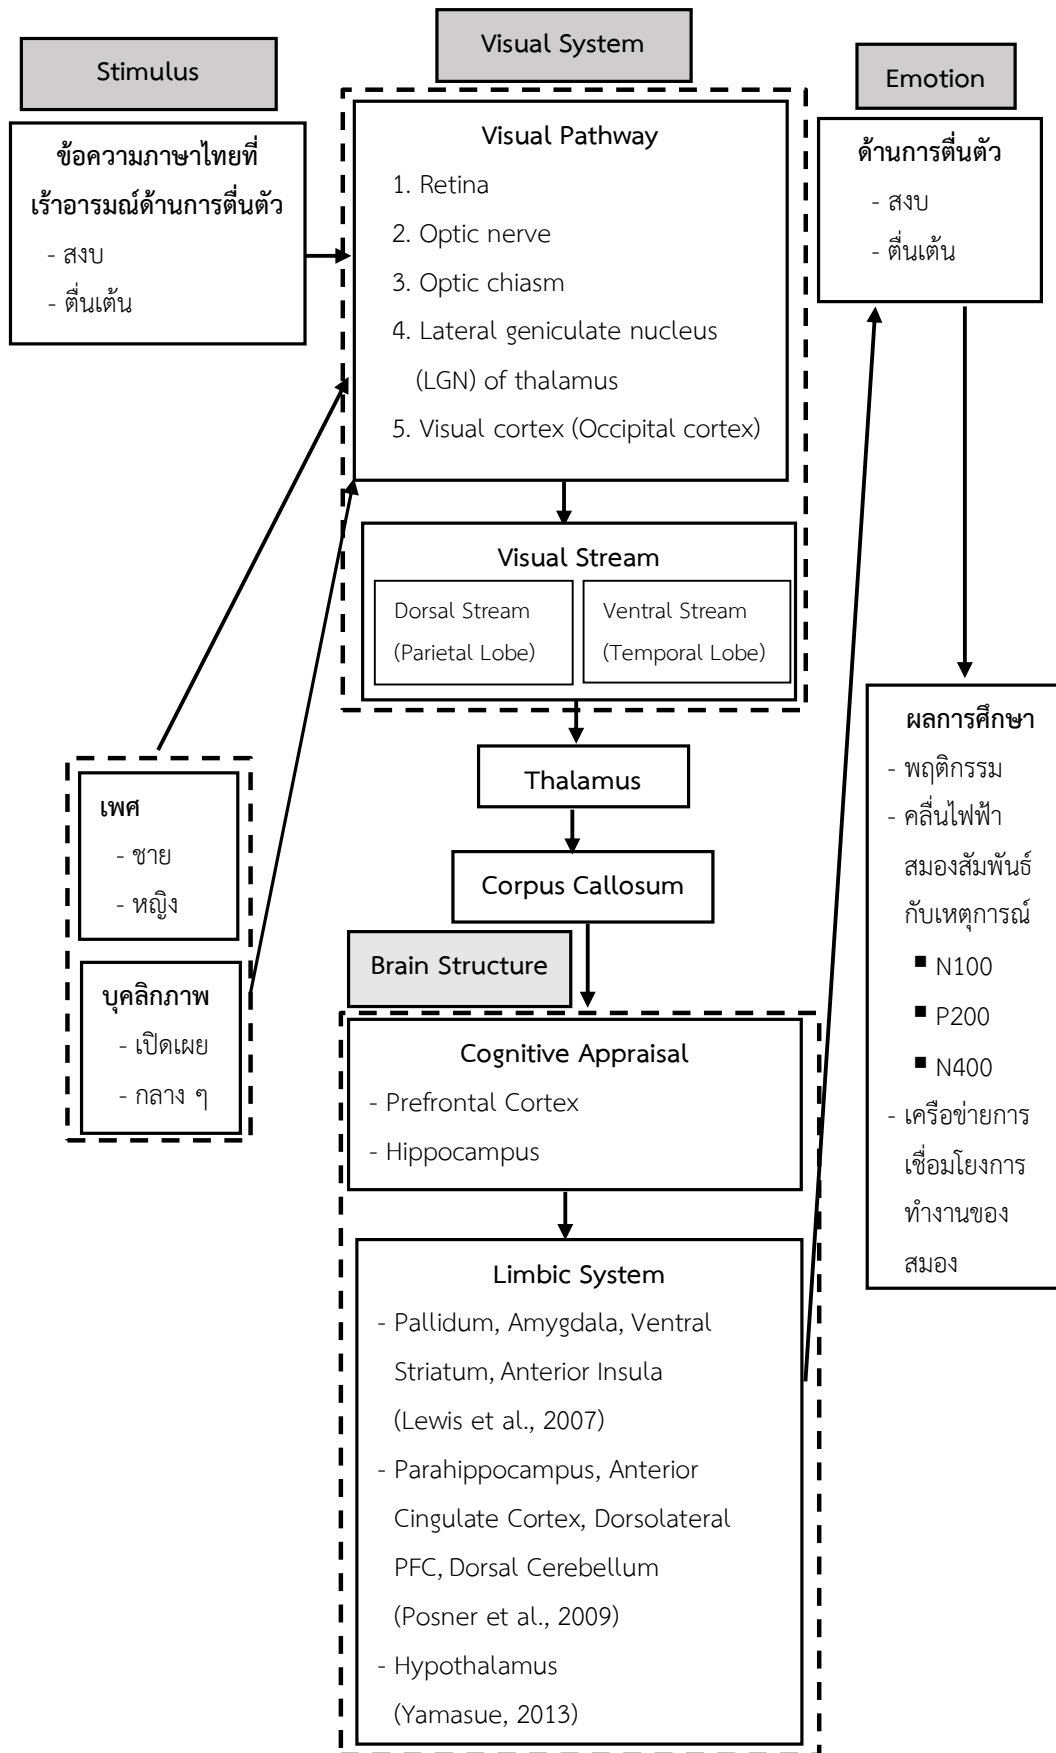 Stimulus
ข้อความภาษาไทยที่
เร้าอารมณ์ด้านการตื่นตัว
- สงบ
- ตื่นเต้น
Visual System
Visual Pathway
1. Retina
2. Optic nerve
3. Optic chiasm
4. Lateral geniculate nucleus
(LGN) of thalamus
5. Visual cortex (Occipital cortex)
Visual Stream
Dorsal Stream
(Parietal Lobe)
Ventral Stream
(Temporal Lobe)
Thalamus
Corpus Callosum
เพศ
- ชาย
- หญิง
บุคลิกภาพ
- เปิดเผย
- กลาง ๆ
Brain Structure
Cognitive Appraisal
- Prefrontal Cortex
- Hippocampus
Limbic System
- Pallidum, Amygdala, Ventral
Striatum, Anterior Insula
(Lewis et al., 2007)
- Parahippocampus, Anterior
Cingulate Cortex, Dorsolateral
PFC, Dorsal Cerebellum
(Posner et al., 2009)
- Hypothalamus
(Yamasue, 2013)
Emotion
ด้านการตื่นตัว
- สงบ
- ตื่นเต้น
ผลการศึกษา
- พฤติกรรม
- คลื่นไฟฟ้า
สมองสัมพันธ์
กับเหตุการณ์
▪ N100
▪ P200
▪ N400
- เครือข่ายการ
เชื่อมโยงการ
ทำงานของ
สมอง